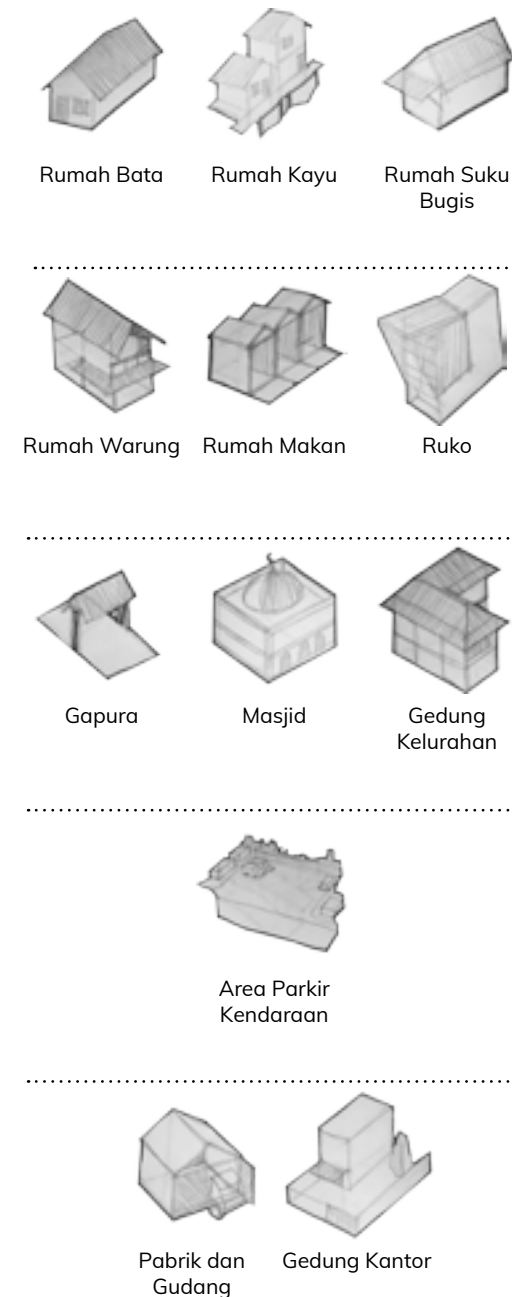 Rumah Bata
Rumah Kayu
Rumah Suku
Bugis
Rumah Warung
Rumah Makan
Ruko
Gapura
Masjid
Gedung
Kelurahan
Area Parkir
Kendaraan
Pabrik dan
Gudang
Gedung Kantor